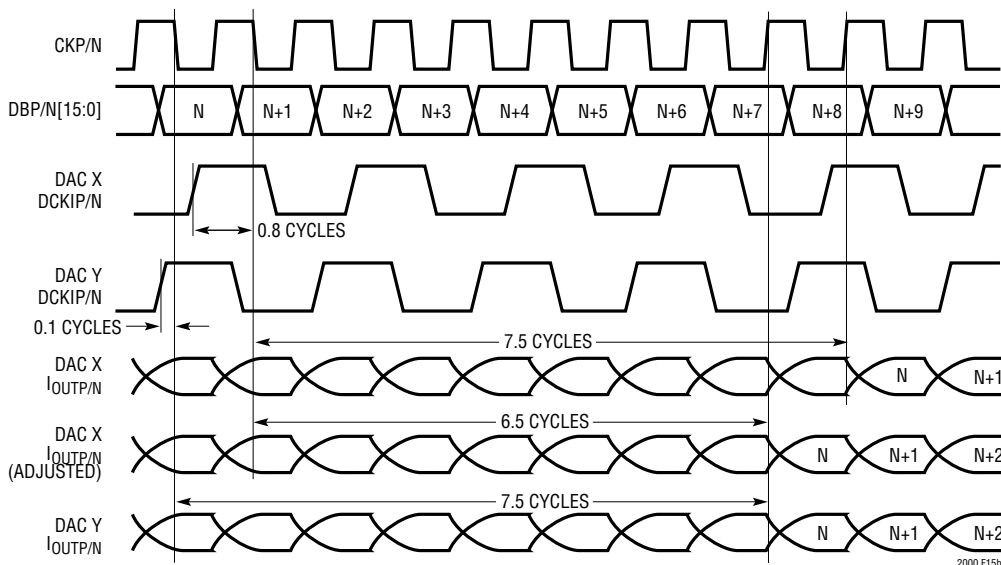 CKP/N
DBP/N[15:0]
N N+1 N+2 N+3 N+4 N+5 N+6 N+7 N+8 N+9
DAC X
DCKIP/N
0.8 CYCLES
DAC Y
DCKIP/N
0.1 CYCLES
7.5 CYCLES
DAC X
IOUTP/N
N N+1
6.5 CYCLES
DAC X
IOUTP/N
(ADJUSTED)
N N+1 N+2
7.5 CYCLES
DAC Y
IOUTP/N
N N+1 N+2
2000 F15b